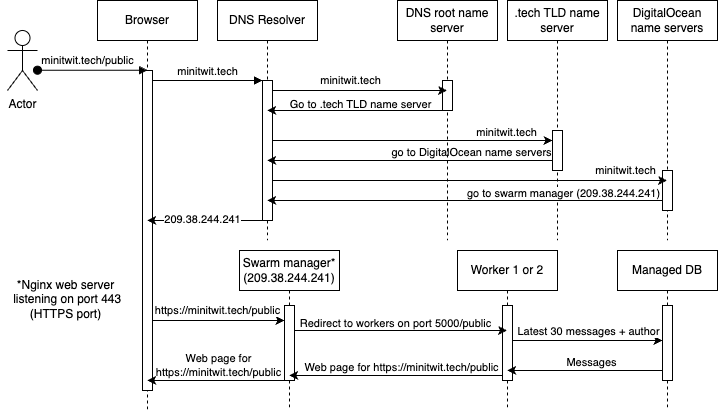 Browser
DNS Resolver
DNS root name
server
.tech TLD name
server
DigitalOcean
name servers
minitwit.tech/public
Actor
minitwit.tech
minitwit.tech
Go to .tech TLD name server
minitwit.tech
go to DigitalOcean name servers
minitwit.tech
go to swarm manager (209.38.244.241)
209.38.244.241
Swarm manager*
(209.38.244.241)
Worker 1 or 2
Managed DB
*Nginx web server
listening on port 443
(HTTPS port)
https://minitwit.tech/public
Redirect to workers on port 5000/public
Latest 30 messages + author
Messages
Web page for https://minitwit.tech/public
Web page for
https://minitwit.tech/public